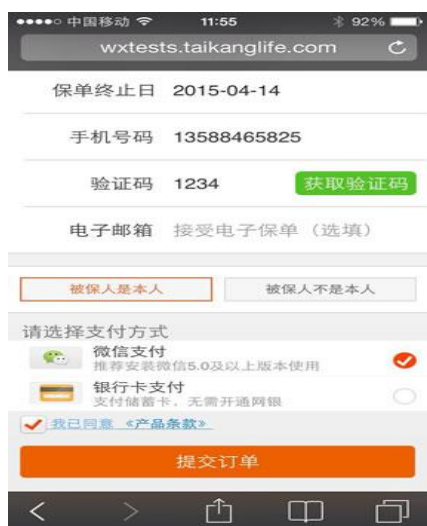 中国移动 11:55 92%
wxtests.taikanglife.com
保单终止日 2015-04-14
手机号码 13588465825
验证码 1234 获取验证码
电子邮箱 接受电子保单（选填）
被保人是本人 被保人不是本人
请选择支付方式
微信支付
推荐安装微信5.0及以上版本使用
银行卡支付
支付储蓄卡，无需开通网银
我已同意 《产品条款》
提交订单